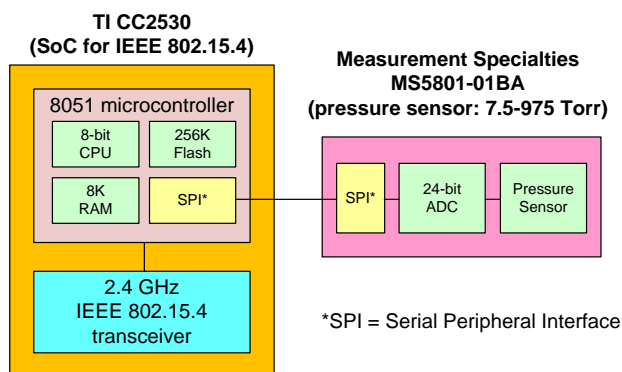 TI CC2530
(SoC for IEEE 802.15.4)
8051 microcontroller
8-bit
CPU
256K
Flash
8K
RAM
SPI*
2.4 GHz
IEEE 802.15.4
transceiver
Measurement Specialties
MS5801-01BA
(pressure sensor: 7.5-975 Torr)
SPI*
24-bit
ADC
Pressure
Sensor
*SPI = Serial Peripheral Interface